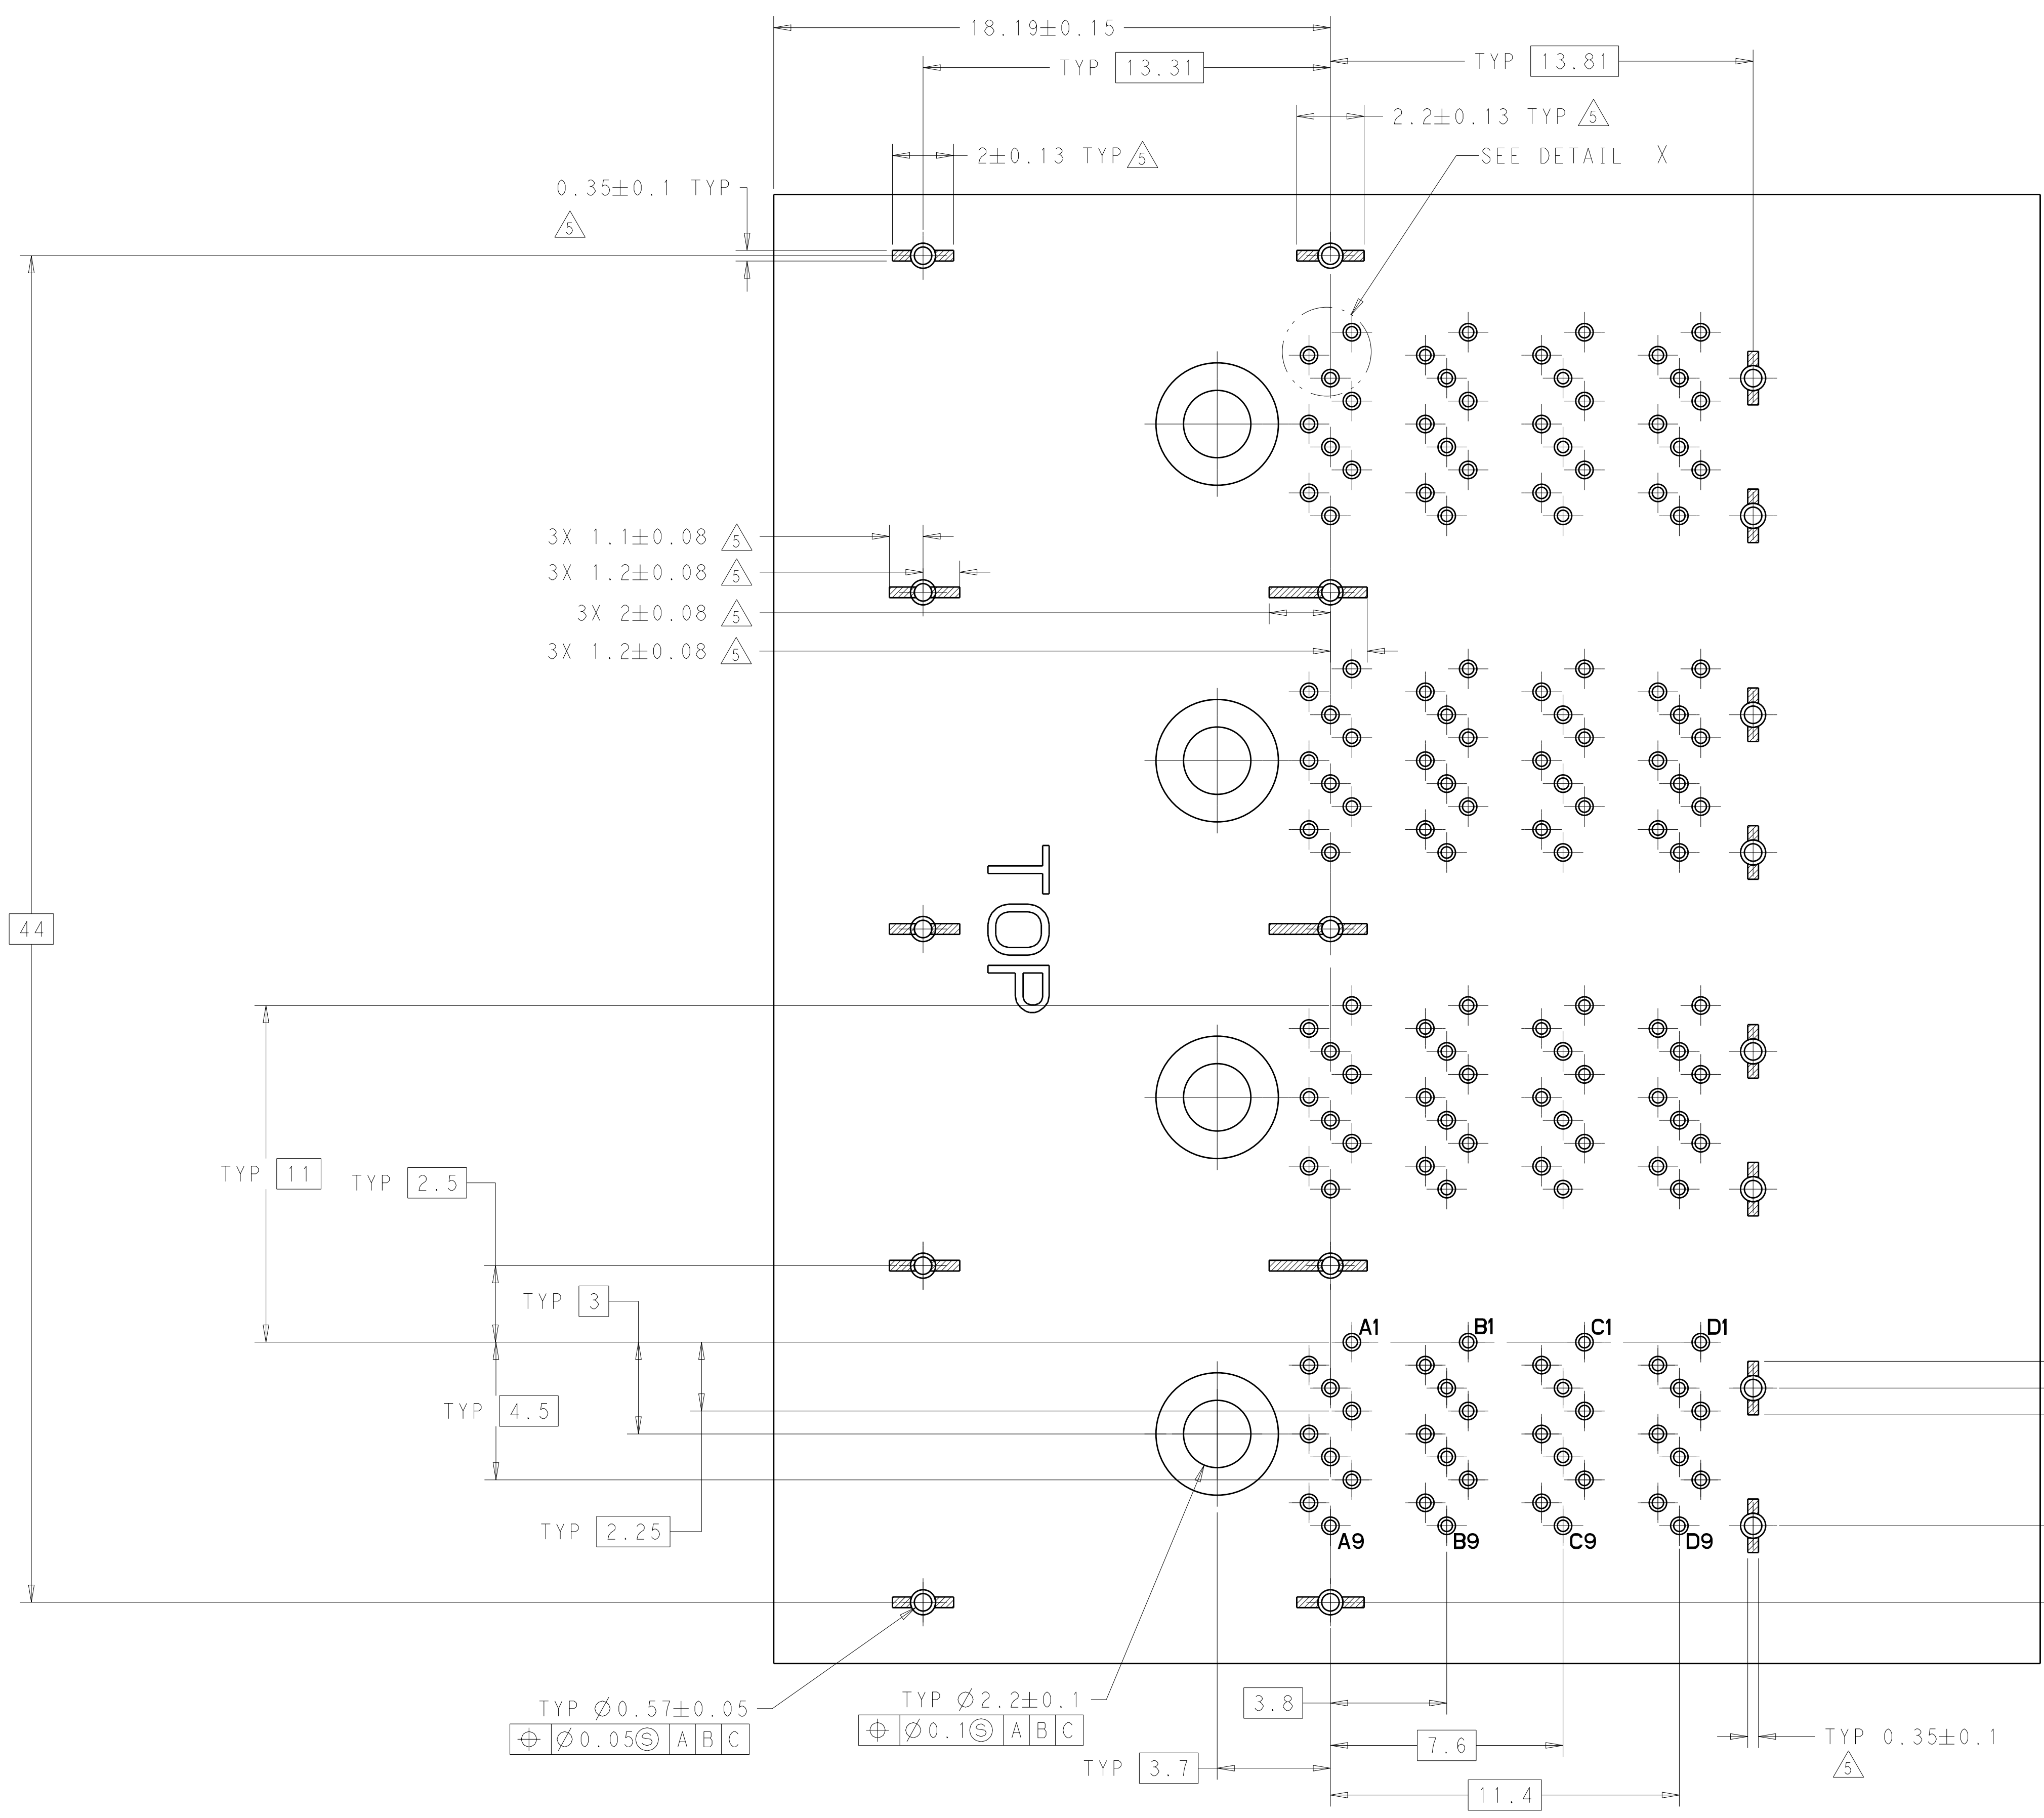 18.19±0.15
TYP 13.31
TYP 13.81
2.2±0.13 TYP 5
2±0.13 TYP 5
SEE DETAIL X
0.35±0.1 TYP
5
3X 1.1±0.08 5
3X 1.2±0.08 5
3X 2±0.08 5
3X 1.2±0.08 5
TOP
44
TYP 11
TYP 2.5
TYP 3
A1
B1
C1
D1
TYP 4.5
TYP 2.25
A9
B9
C9
D9
TYP Ø0.57±0.05
⌖ Ø0.05Ⓢ A B C
TYP Ø2.2±0.1
⌖ Ø0.1Ⓢ A B C
3.8
TYP 0.35±0.1
5
7.6
TYP 3.7
11.4